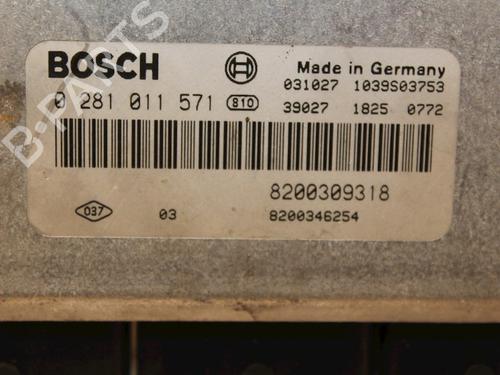 BOSCH
Made in Germany
031027 1039S03753
0 281 011 571 810
39027 1825 0772
8200309318
037 03 8200346254
B-PARTS